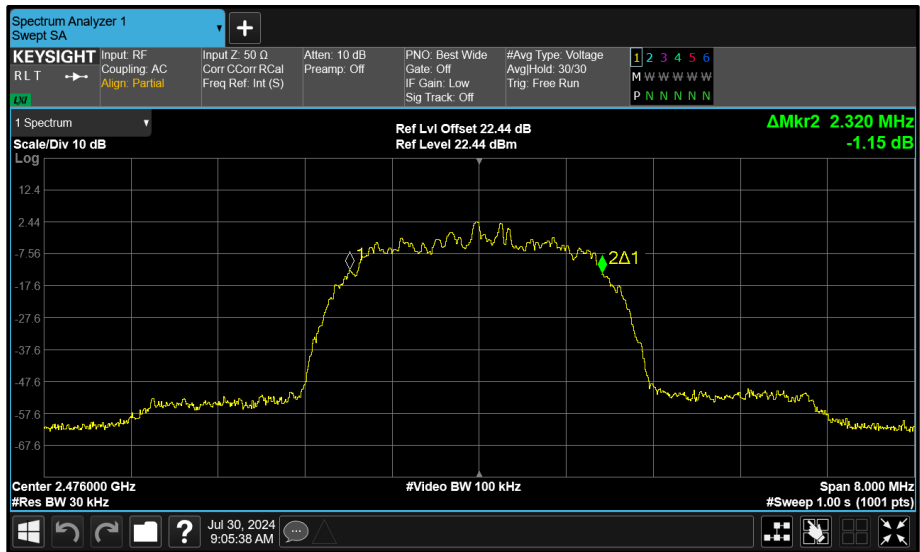 Spectrum Analyzer 1
Swept SA
+
KEYSIGHT
RLT
LXI
Input: RF
Coupling: AC
Align: Partial
Input Z: 50 Ω
Corr CCorr RCal
Freq Ref: Int (S)
Atten: 10 dB
Preamp: Off
PNO: Best Wide
Gate: Off
IF Gain: Low
Sig Track: Off
#Avg Type: Voltage
Avg|Hold: 30/30
Trig: Free Run
1 2 3 4 5 6
M W W W W W
P N N N N N
1 Spectrum
Scale/Div 10 dB
Ref Lvl Offset 22.44 dB
Ref Level 22.44 dBm
ΔMkr2 2.320 MHz
-1.15 dB
Log
12.4
2.44
-7.56
-17.6
-27.6
-37.6
-47.6
-57.6
-67.6
1
2Δ1
Center 2.476000 GHz
#Res BW 30 kHz
#Video BW 100 kHz
Span 8.000 MHz
#Sweep 1.00 s (1001 pts)
?
Jul 30, 2024
9:05:38 AM